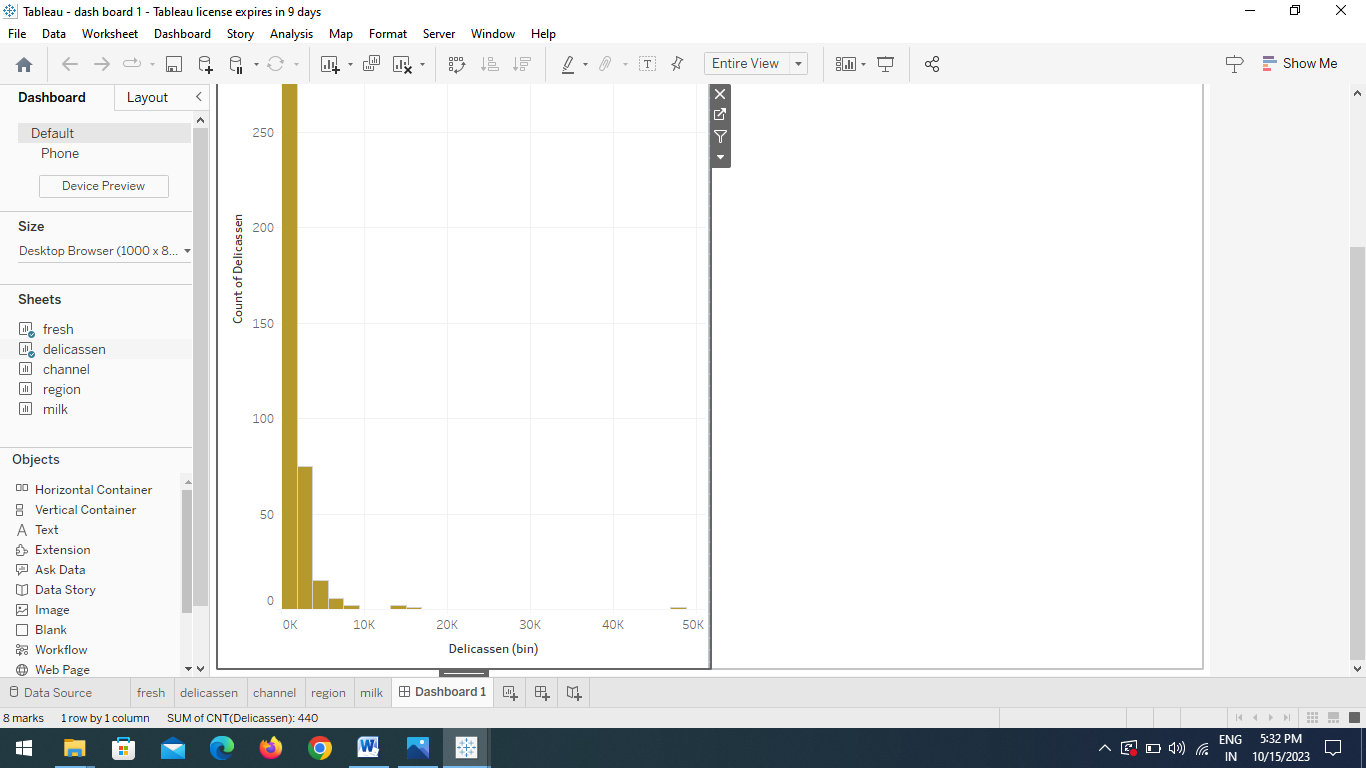 Tableau - dash board 1 - Tableau license expires in 9 days
File Data Worksheet Dashboard Story Analysis Map Format Server Window Help
Entire View
Show Me
Dashboard Layout
Default
Phone
Device Preview
Size
Desktop Browser (1000 x 8...
Sheets
fresh
delicassen
channel
region
milk
Objects
Horizontal Container
Vertical Container
Text
Extension
Ask Data
Data Story
Image
Blank
Workflow
Web Page
Count of Delicassen
250
200
150
100
50
0
0K 10K 20K 30K 40K 50K
Delicassen (bin)
Data Source fresh delicassen channel region milk Dashboard 1
8 marks 1 row by 1 column SUM of CNT(Delicassen): 440
ENG
IN
5:32 PM
10/15/2023